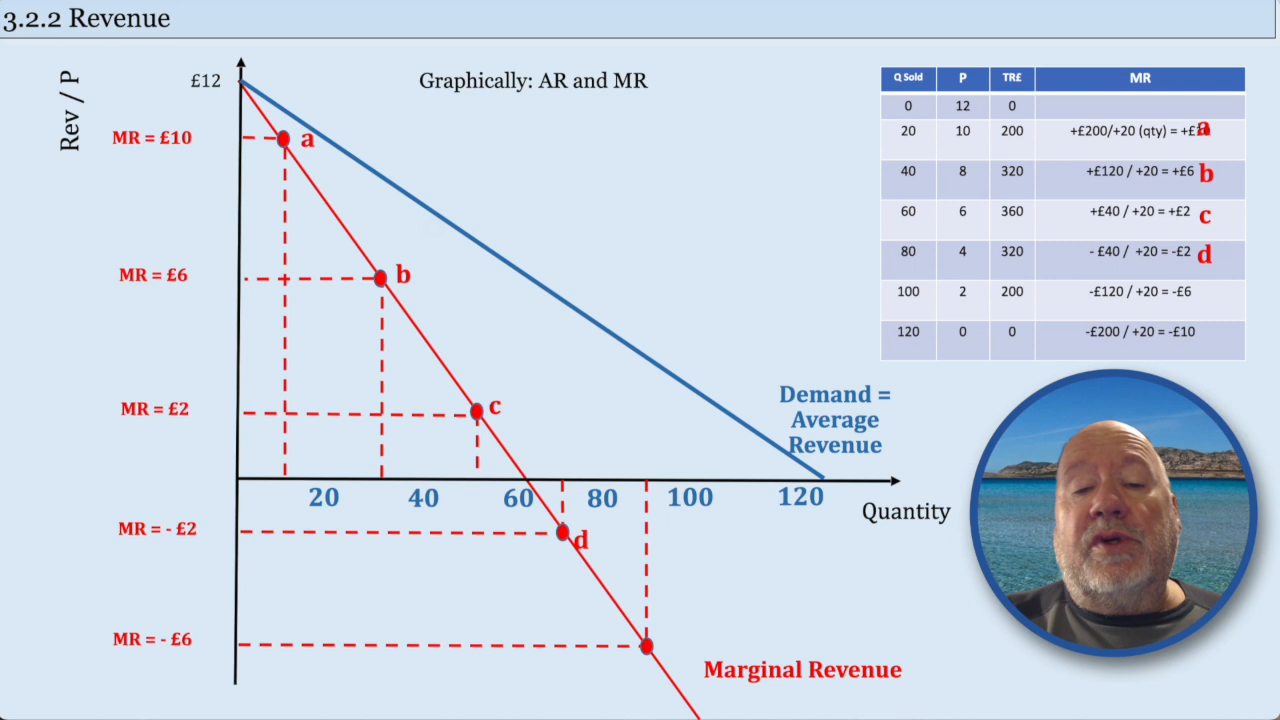 3.2.2 Revenue
Rev / P
£12
Graphically: AR and MR
MR = £10
a
MR = £6
b
MR = £2
c
MR = - £2
d
MR = - £6
20 40 60 80 100 120
Quantity
Demand =
Average
Revenue
Marginal Revenue
Q Sold P TR£ MR
0 12 0
20 10 200 +£200/+20 (qty) = +£ a
40 8 320 +£120 / +20 = +£6 b
60 6 360 +£40 / +20 = +£2 c
80 4 320 - £40 / +20 = -£2 d
100 2 200 -£120 / +20 = -£6
120 0 0 -£200 / +20 = -£10